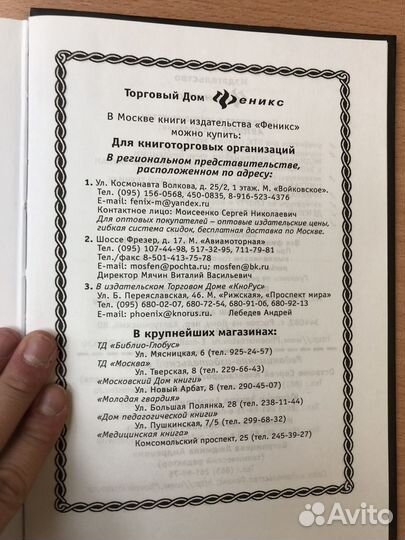 Торговый Дом Феникс
В Москве книги издательства «Феникс»
можно купить:
Для книготорговых организаций
В региональном представительстве,
расположенном по адресу:
1. Ул. Космонавта Волкова, д. 25/2, 1 этаж. М. «Войковское».
Тел. (095) 156-05-68, 450-0835, 8-916-523-4376
E-mail: fenix-m@yandex.ru
Контактное лицо: Моисеенко Сергей Николаевич
Для оптовых покупателей – оптовые издательские цены,
гибкая система скидок, бесплатная доставка по Москве.
2. Шоссе Фрезер, д. 17, М. «Авиамоторная»
Тел. (095) 107-44-98, 517-32-95, 711-79-81
Тел./факс 8-501-413-75-78
E-mail: mosfen@pochta.ru; mosfen@bk.ru
Директор Мячин Виталий Васильевич
3. В издательском Торговом Доме «КноРус»
Ул. Б. Переяславская, 46. М. «Рижская», «Проспект мира»
Тел. (095) 680-02-07, 680-72-54, 680-91-06, 680-92-13
E-mail: phoenix@knorus.ru. Лебедев Андрей
В крупнейших магазинах:
ТД «Библио-Глобус»
Ул. Мясницкая, 6 (тел. 925-24-57)
ТД «Москва»
Ул. Тверская, 8 (тел. 229-66-43)
«Московский Дом книги»
Ул. Новый Арбат, 8 (тел. 290-45-07)
«Молодая гвардия»
Ул. Большая Полянка, 28 (тел. 238-11-44)
«Дом педагогической книги»
Ул. Пушкинская, 7/5 (тел. 299-68-32)
«Медицинская книга»
Комсомольский проспект, 25 (тел. 245-39-27)
Avito